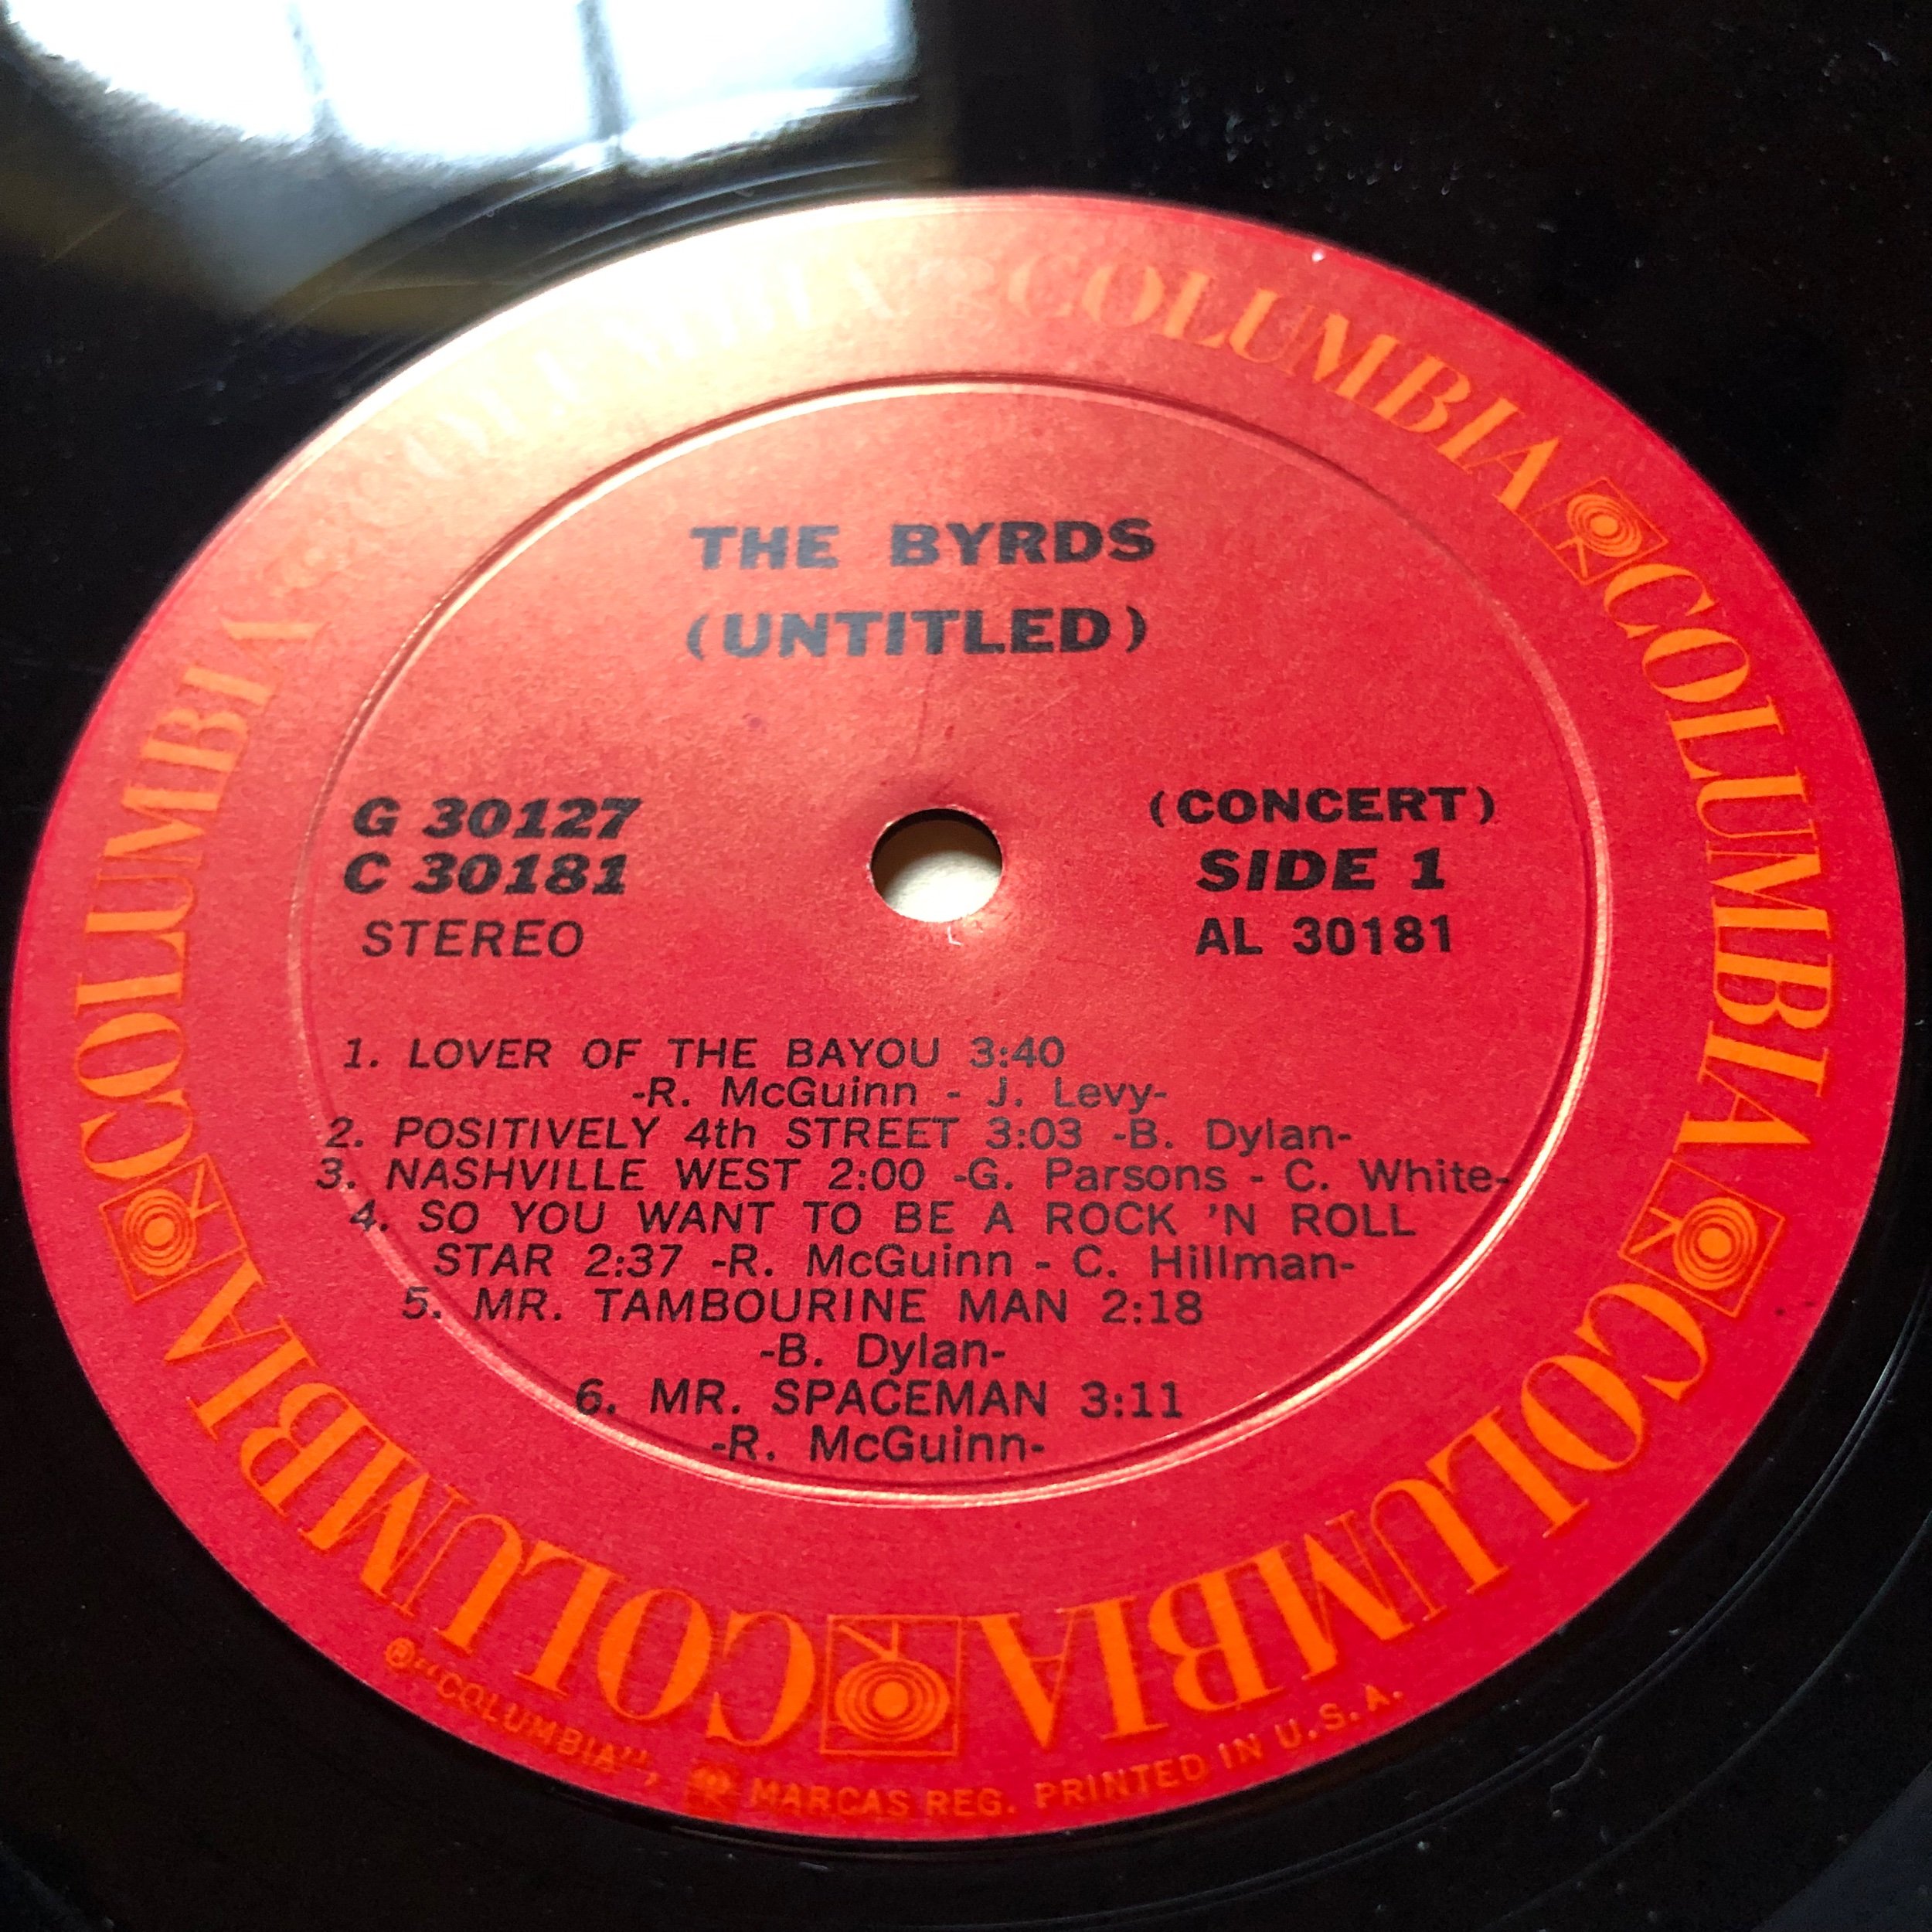 THE BYRDS
(UNTITLED)
G 30127
C 30181
STEREO
(CONCERT)
SIDE 1
AL 30181
1. LOVER OF THE BAYOU 3:40
-R. McGuinn - J. Levy-
2. POSITIVELY 4th STREET 3:03 -B. Dylan-
3. NASHVILLE WEST 2:00 -G. Parsons - C. White-
4. SO YOU WANT TO BE A ROCK 'N ROLL
STAR 2:37 -R. McGuinn - C. Hillman-
5. MR. TAMBOURINE MAN 2:18
-B. Dylan-
6. MR. SPACEMAN 3:11
-R. McGuinn-
COLUMBIA COLUMBIA COLUMBIA COLUMBIA COLUMBIA COLUMBIA COLUMBIA
®"COLUMBIA", MARCAS REG. PRINTED IN U.S.A.